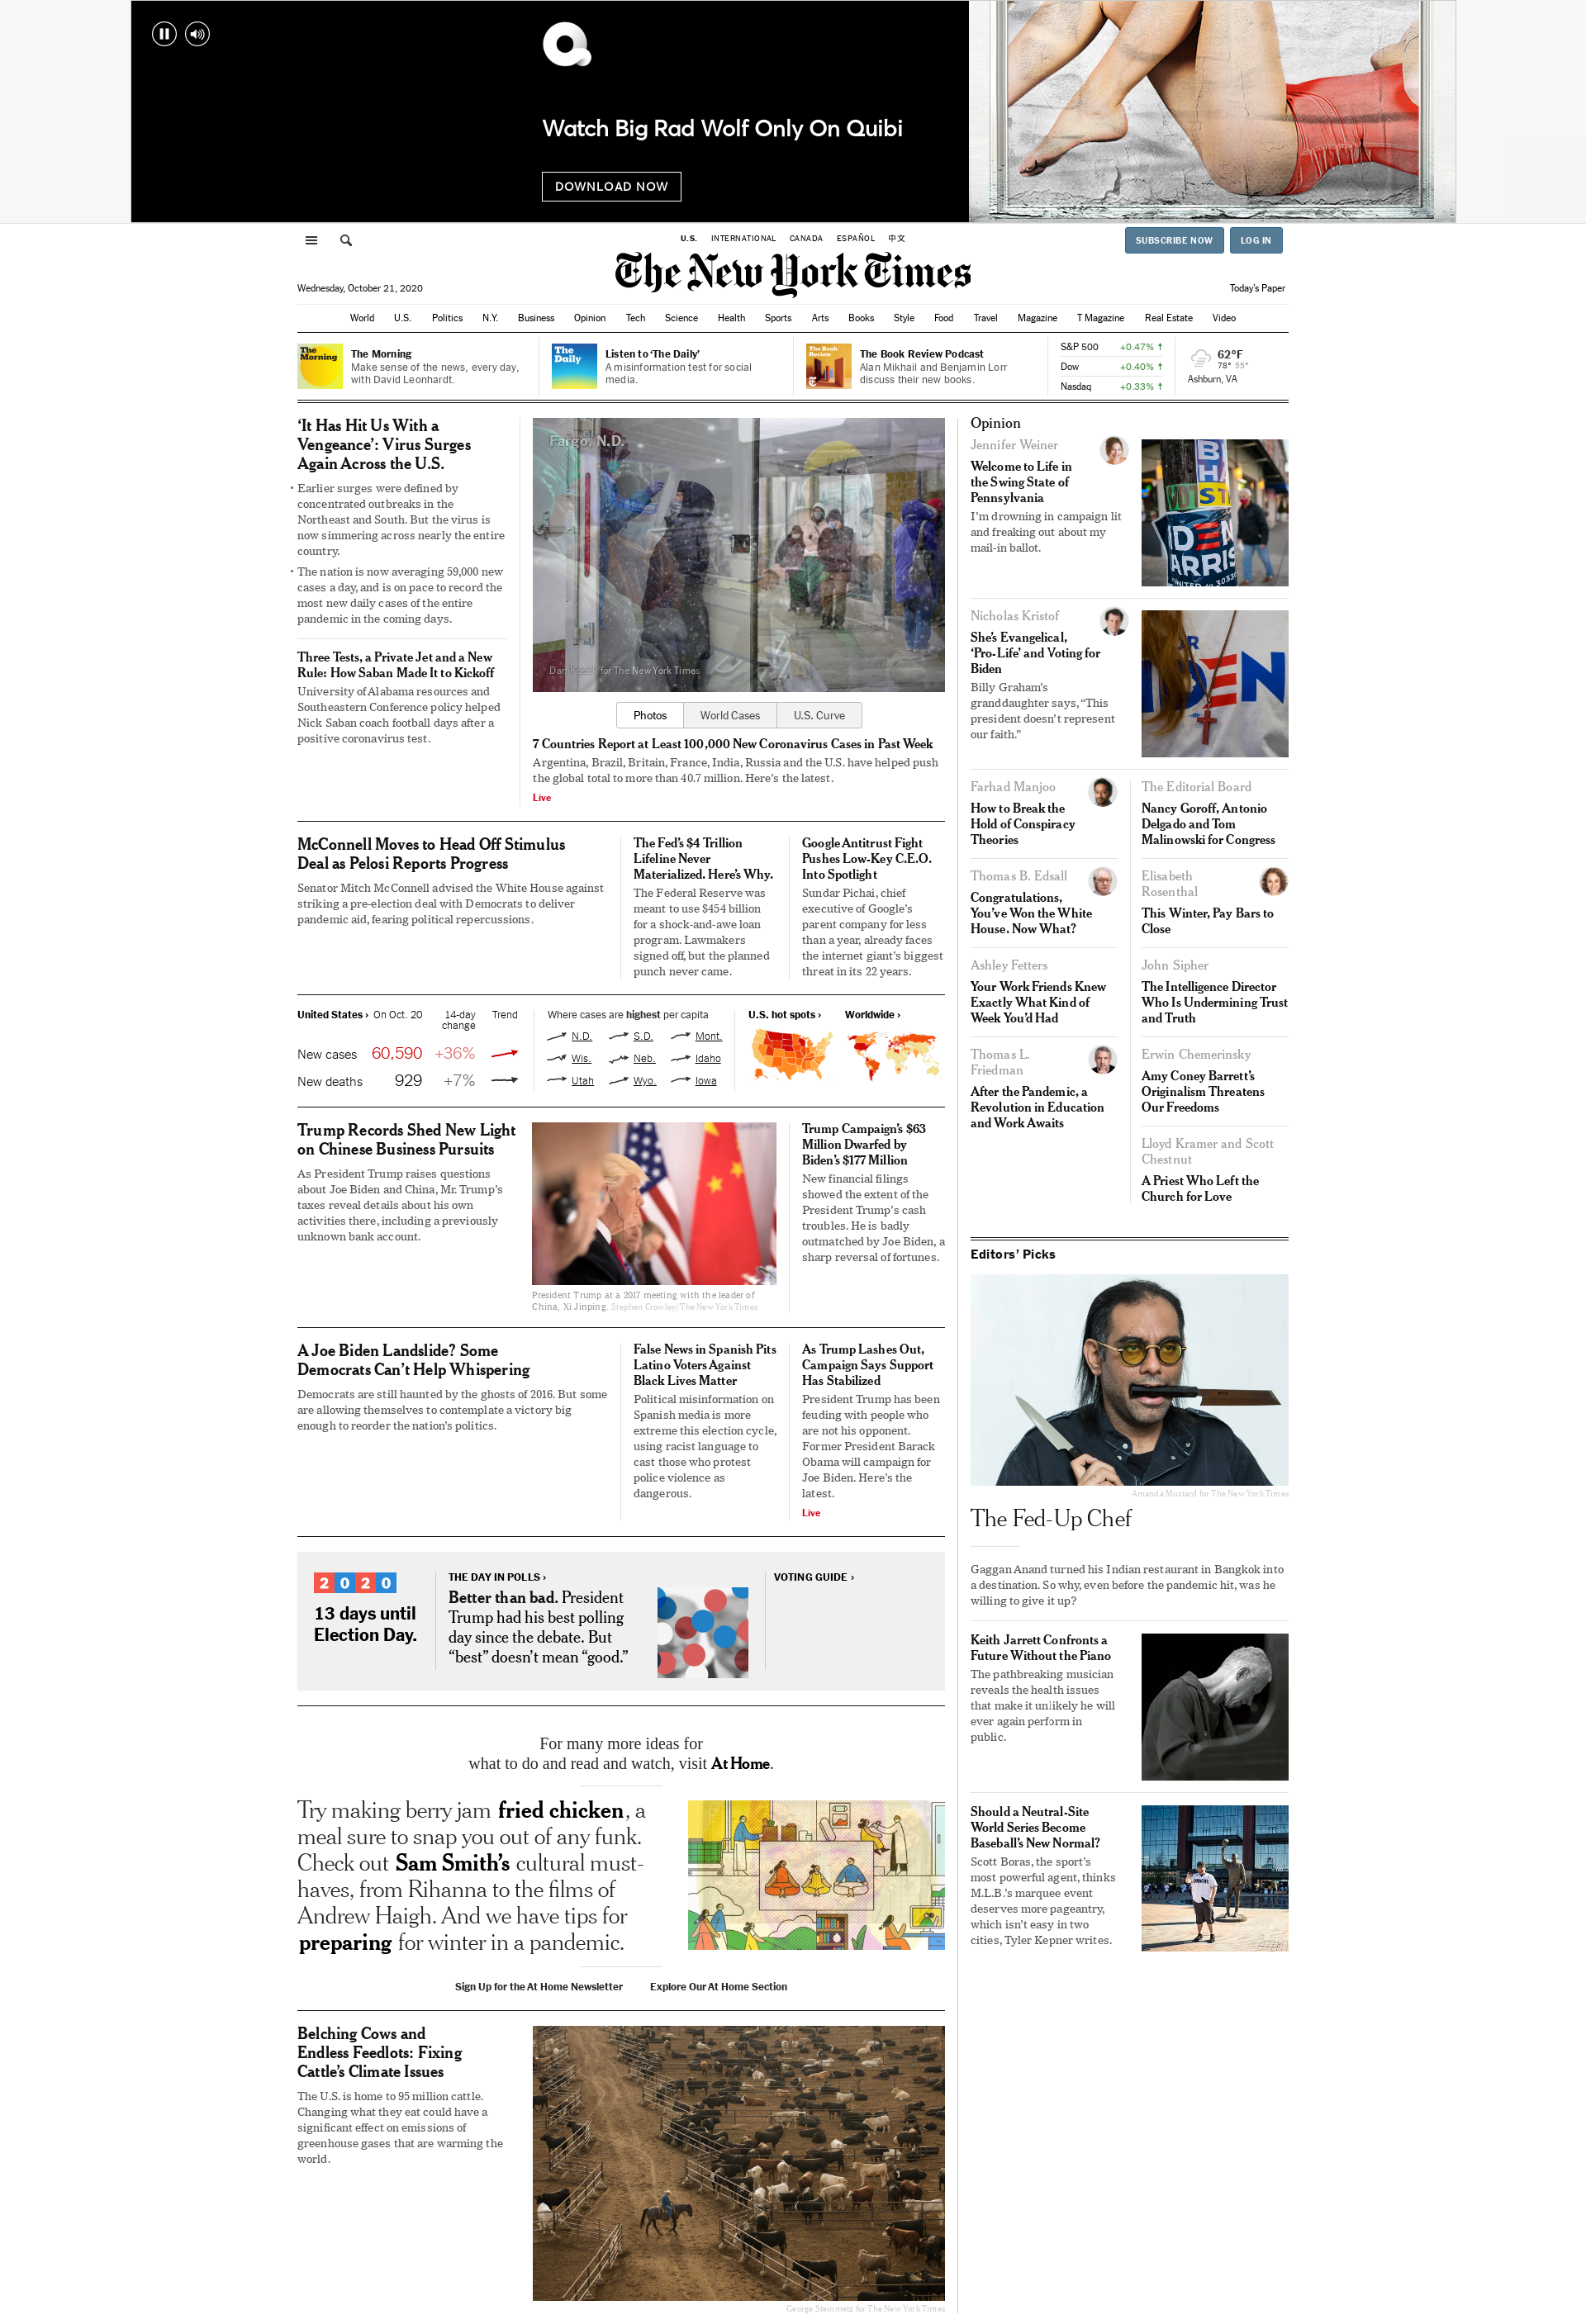 Watch Big Rad Wolf Only On Quibi
DOWNLOAD NOW
U.S.
INTERNATIONAL
CANADA
ESPAÑOL
中文
SUBSCRIBE NOW
LOG IN
The New York Times
Wednesday, October 21, 2020
Today's Paper
World
U.S.
Politics
N.Y.
Business
Opinion
Tech
Science
Health
Sports
Arts
Books
Style
Food
Travel
Magazine
T Magazine
Real Estate
Video
The
Morning
The Morning
Make sense of the news, every day,
with David Leonhardt.
The
Daily
Listen to ‘The Daily’
A misinformation test for social
media.
The Book
Review
The Book Review Podcast
Alan Mikhail and Benjamin Lorr
discuss their new books.
S&P 500 +0.47% ↑
Dow +0.40% ↑
Nasdaq +0.33% ↑
62°F
78° 55°
Ashburn, VA
‘It Has Hit Us With a
Vengeance’: Virus Surges
Again Across the U.S.
• Earlier surges were defined by
concentrated outbreaks in the
Northeast and South. But the virus is
now simmering across nearly the entire
country.
• The nation is now averaging 59,000 new
cases a day, and is on pace to record the
most new daily cases of the entire
pandemic in the coming days.
Three Tests, a Private Jet and a New
Rule: How Saban Made It to Kickoff
University of Alabama resources and
Southeastern Conference policy helped
Nick Saban coach football days after a
positive coronavirus test.
Fargo, N.D.
Dan Koeck for The New York Times
Photos
World Cases
U.S. Curve
7 Countries Report at Least 100,000 New Coronavirus Cases in Past Week
Argentina, Brazil, Britain, France, India, Russia and the U.S. have helped push
the global total to more than 40.7 million. Here’s the latest.
Live
McConnell Moves to Head Off Stimulus
Deal as Pelosi Reports Progress
Senator Mitch McConnell advised the White House against
striking a pre-election deal with Democrats to deliver
pandemic aid, fearing political repercussions.
The Fed’s $4 Trillion
Lifeline Never
Materialized. Here’s Why.
The Federal Reserve was
meant to use $454 billion
for a shock-and-awe loan
program. Lawmakers
signed off, but the planned
punch never came.
Google Antitrust Fight
Pushes Low-Key C.E.O.
Into Spotlight
Sundar Pichai, chief
executive of Google’s
parent company for less
than a year, already faces
the internet giant’s biggest
threat in its 22 years.
United States › On Oct. 20 14-day
change Trend
New cases 60,590 +36%
New deaths 929 +7%
Where cases are highest per capita
N.D. S.D. Mont.
Wis. Neb. Idaho
Utah Wyo. Iowa
U.S. hot spots ›
Worldwide ›
Trump Records Shed New Light
on Chinese Business Pursuits
As President Trump raises questions
about Joe Biden and China, Mr. Trump’s
taxes reveal details about his own
activities there, including a previously
unknown bank account.
President Trump at a 2017 meeting with the leader of
China, Xi Jinping. Stephen Crowley/The New York Times
Trump Campaign’s $63
Million Dwarfed by
Biden’s $177 Million
New financial filings
showed the extent of the
President Trump’s cash
troubles. He is badly
outmatched by Joe Biden, a
sharp reversal of fortunes.
A Joe Biden Landslide? Some
Democrats Can’t Help Whispering
Democrats are still haunted by the ghosts of 2016. But some
are allowing themselves to contemplate a victory big
enough to reorder the nation’s politics.
False News in Spanish Pits
Latino Voters Against
Black Lives Matter
Political misinformation on
Spanish media is more
extreme this election cycle,
using racist language to
cast those who protest
police violence as
dangerous.
As Trump Lashes Out,
Campaign Says Support
Has Stabilized
President Trump has been
feuding with people who
are not his opponent.
Former President Barack
Obama will campaign for
Joe Biden. Here’s the
latest.
Live
2020
13 days until
Election Day.
THE DAY IN POLLS ›
Better than bad. President
Trump had his best polling
day since the debate. But
“best” doesn’t mean “good.”
VOTING GUIDE ›
For many more ideas for
what to do and read and watch, visit At Home.
Try making berry jam fried chicken, a
meal sure to snap you out of any funk.
Check out Sam Smith’s cultural must-
haves, from Rihanna to the films of
Andrew Haigh. And we have tips for
preparing for winter in a pandemic.
Sign Up for the At Home Newsletter
Explore Our At Home Section
Belching Cows and
Endless Feedlots: Fixing
Cattle’s Climate Issues
The U.S. is home to 95 million cattle.
Changing what they eat could have a
significant effect on emissions of
greenhouse gases that are warming the
world.
George Steinmetz for The New York Times
Opinion
Jennifer Weiner
Welcome to Life in
the Swing State of
Pennsylvania
I’m drowning in campaign lit
and freaking out about my
mail-in ballot.
Nicholas Kristof
She’s Evangelical,
‘Pro-Life’ and Voting for
Biden
Billy Graham’s
granddaughter says, “This
president doesn’t represent
our faith.”
Farhad Manjoo
How to Break the
Hold of Conspiracy
Theories
Thomas B. Edsall
Congratulations,
You’ve Won the White
House. Now What?
Ashley Fetters
Your Work Friends Knew
Exactly What Kind of
Week You’d Had
Thomas L.
Friedman
After the Pandemic, a
Revolution in Education
and Work Awaits
The Editorial Board
Nancy Goroff, Antonio
Delgado and Tom
Malinowski for Congress
Elisabeth
Rosenthal
This Winter, Pay Bars to
Close
John Sipher
The Intelligence Director
Who Is Undermining Trust
and Truth
Erwin Chemerinsky
Amy Coney Barrett’s
Originalism Threatens
Our Freedoms
Lloyd Kramer and Scott
Chestnut
A Priest Who Left the
Church for Love
Editors’ Picks
Amanda Mustard for The New York Times
The Fed-Up Chef
Gaggan Anand turned his Indian restaurant in Bangkok into
a destination. So why, even before the pandemic hit, was he
willing to give it up?
Keith Jarrett Confronts a
Future Without the Piano
The pathbreaking musician
reveals the health issues
that make it unlikely he will
ever again perform in
public.
Should a Neutral-Site
World Series Become
Baseball’s New Normal?
Scott Boras, the sport’s
most powerful agent, thinks
M.L.B.’s marquee event
deserves more pageantry,
which isn’t easy in two
cities, Tyler Kepner writes.